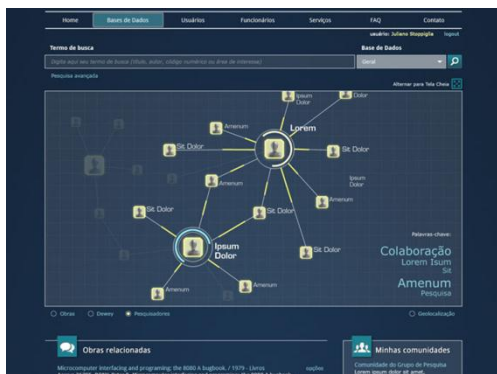 Home Bases de Dados Usuários Funcionários Serviços FAQ Contato
usuário: Juliano Stoppiglia logout
Termo de busca Base de Dados
Digite aqui seu termo de busca (título, autor, código numérico ou área de interesse) Geral
Pesquisa avançada
Alternar para Tela Cheia
Ipsum Dolor
Dolor
Amenum
Lorem
Sit Dolor
Sit Dolor
Amenum
Ipsum
Dolor
Amenum
Sit Dolor
Sit Dolor
Ipsum
Dolor
Sit Dolor
Amenum
Amenum
Palavras-chave:
Colaboração
Lorem Isum
Sit
Amenum
Pesquisa
Obras Dewey Pesquisadores Geolocalização
Obras relacionadas
Microcomputer interfacing and programing; the 8080 A bugbook. / 1979 - Livros
Minhas comunidades
Comunidade do Grupo de Pesquisa
Lorem ipsum dolor sit amet,